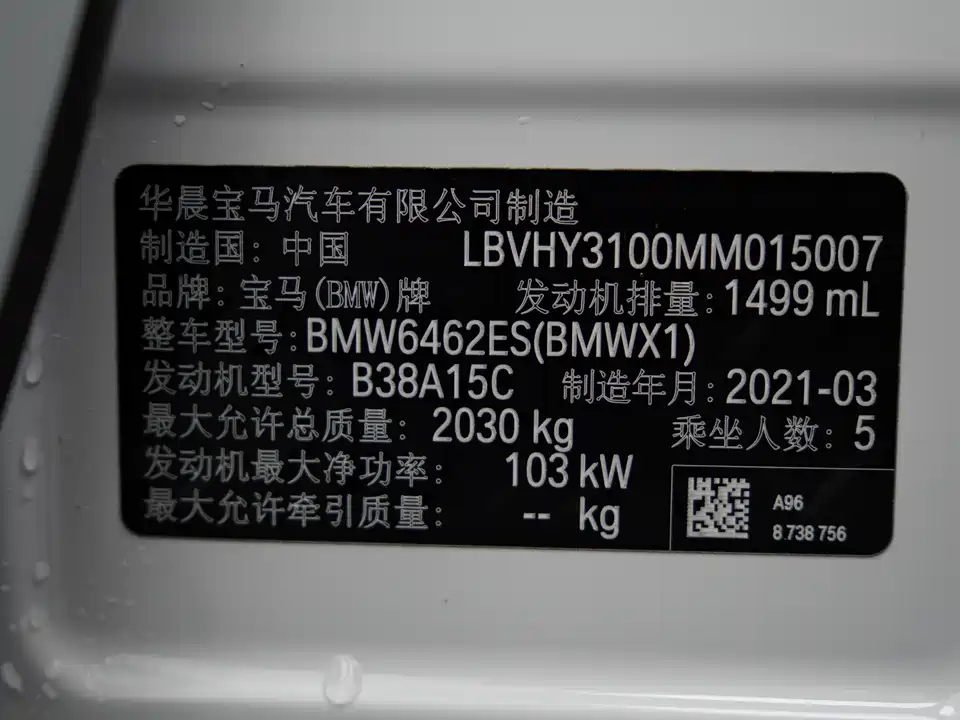 华晨宝马汽车有限公司制造
制造国：中国 LBVHY3100MM015007
品牌：宝马(BMW)牌 发动机排量：1499 mL
整车型号：BMW6462ES(BMWX1)
发动机型号：B38A15C 制造年月：2021-03
最大允许总质量：2030 kg 乘坐人数：5
发动机最大净功率：103 kW
最大允许牵引质量：-- kg
A96
8 738 756